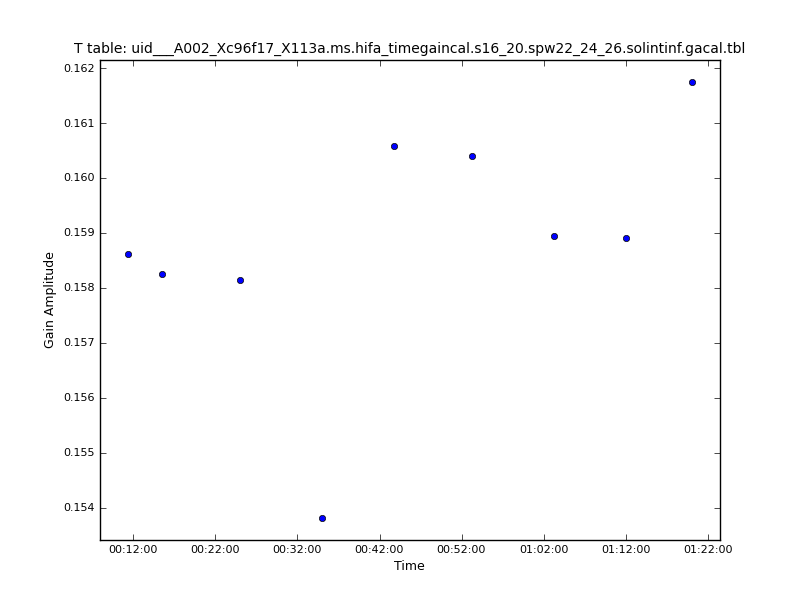 T table: uid___A002_Xc96f17_X113a.ms.hifa_timegaincal.s16_20.spw22_24_26.solintinf.gacal.tbl
0.162
0.161
0.160
0.159
0.158
0.157
0.156
0.155
0.154
Gain Amplitude
00:12:00 00:22:00 00:32:00 00:42:00 00:52:00 01:02:00 01:12:00 01:22:00
Time